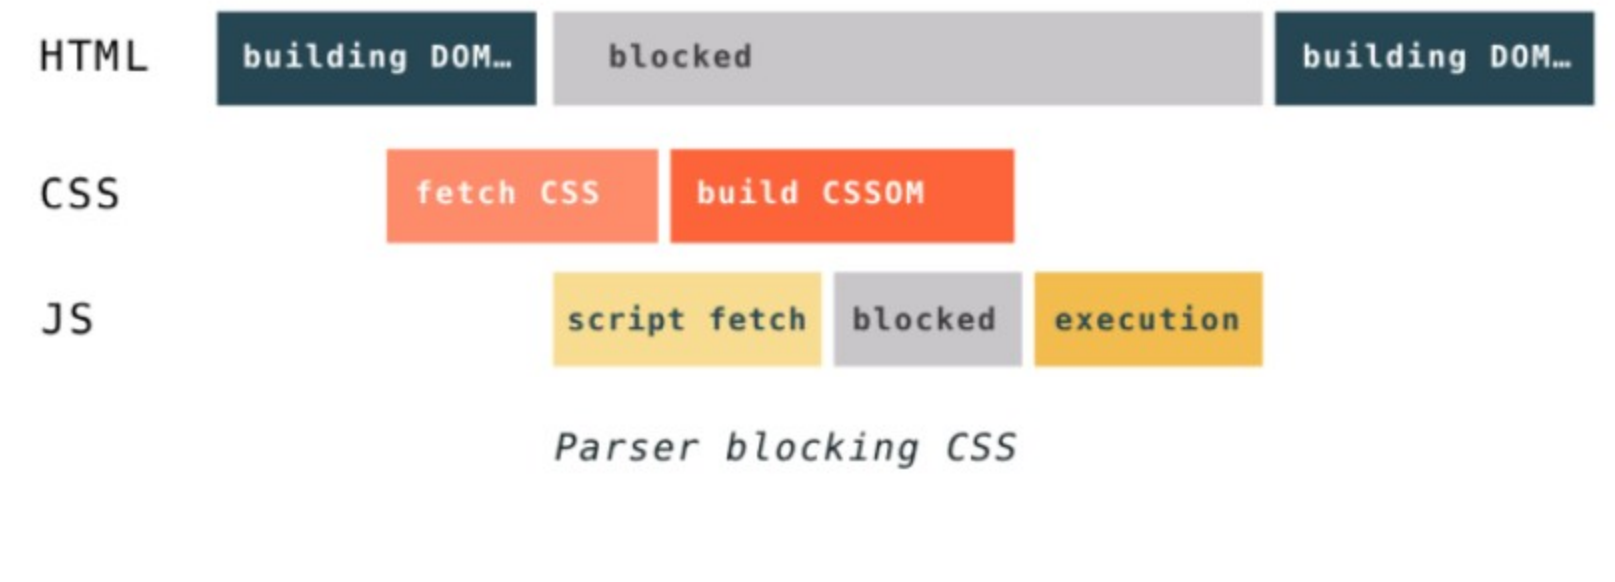 HTML building DOM… blocked building DOM…
CSS fetch CSS build CSSOM
JS script fetch blocked execution
Parser blocking CSS